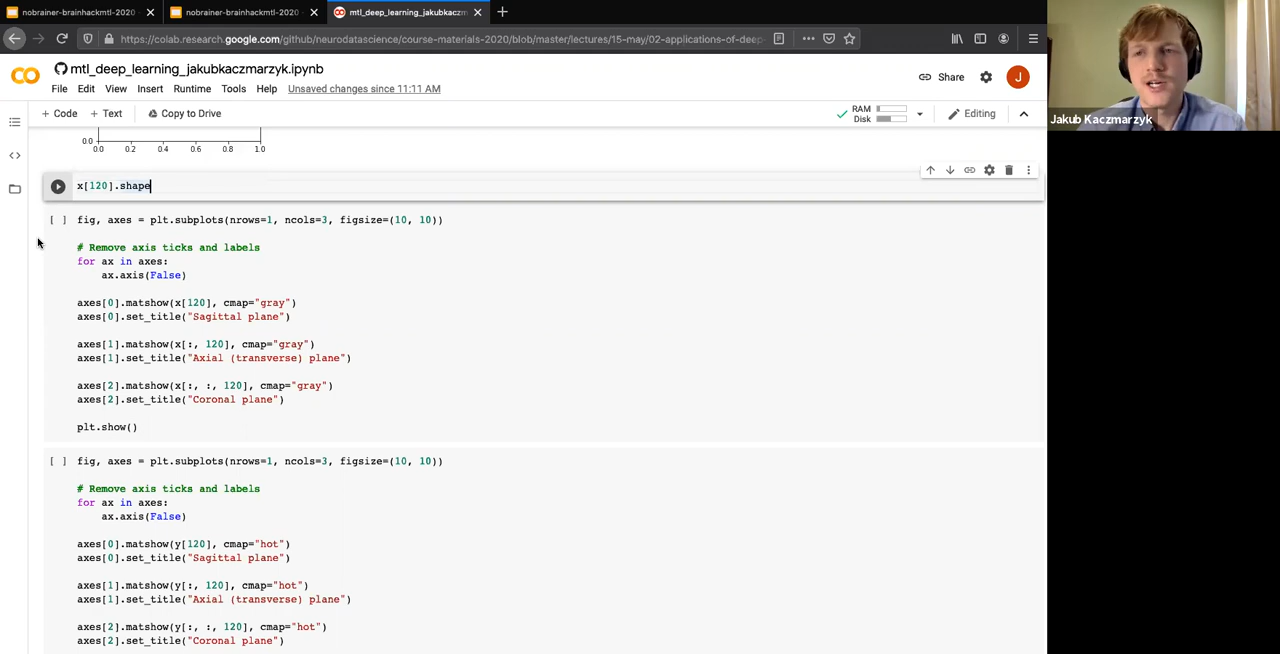 nobrainer-brainhackmtl-2020 -
nobrainer-brainhackmtl-2020 -
mtl_deep_learning_jakubkaczm
https://colab.research.google.com/github/neurodatascience/course-materials-2020/blob/master/lectures/15-may/02-applications-of-deep-
mtl_deep_learning_jakubkaczmarzyk.ipynb
Share
J
File Edit View Insert Runtime Tools Help Unsaved changes since 11:11 AM
+ Code + Text Copy to Drive
RAM
Disk
Editing
0.0
0.0 0.2 0.4 0.6 0.8 1.0
x[120].shape
[ ] fig, axes = plt.subplots(nrows=1, ncols=3, figsize=(10, 10))
# Remove axis ticks and labels
for ax in axes:
ax.axis(False)
axes[0].matshow(x[120], cmap="gray")
axes[0].set_title("Sagittal plane")
axes[1].matshow(x[:, 120], cmap="gray")
axes[1].set_title("Axial (transverse) plane")
axes[2].matshow(x[:, :, 120], cmap="gray")
axes[2].set_title("Coronal plane")
plt.show()
[ ] fig, axes = plt.subplots(nrows=1, ncols=3, figsize=(10, 10))
# Remove axis ticks and labels
for ax in axes:
ax.axis(False)
axes[0].matshow(y[120], cmap="hot")
axes[0].set_title("Sagittal plane")
axes[1].matshow(y[:, 120], cmap="hot")
axes[1].set_title("Axial (transverse) plane")
axes[2].matshow(y[:, :, 120], cmap="hot")
axes[2].set_title("Coronal plane")
Jakub Kaczmarzyk